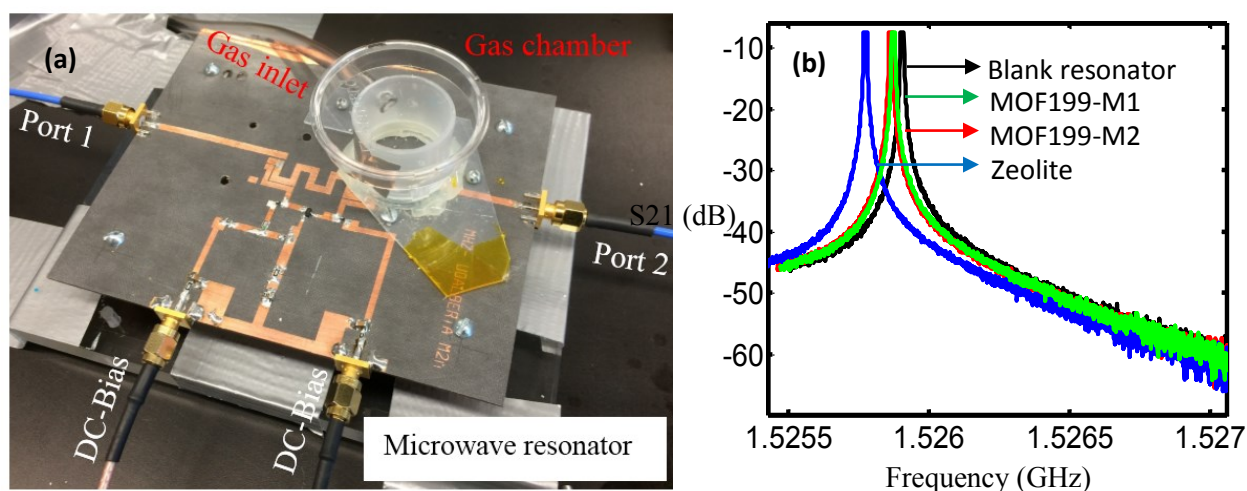 (a)
Gas inlet
Gas chamber
Port 1
Port 2
DC-Bias
DC-Bias
Microwave resonator
(b)
-10
-20
-30
-40
-50
-60
S21 (dB)
Blank resonator
MOF199-M1
MOF199-M2
Zeolite
1.5255
1.526
1.5265
1.527
Frequency (GHz)